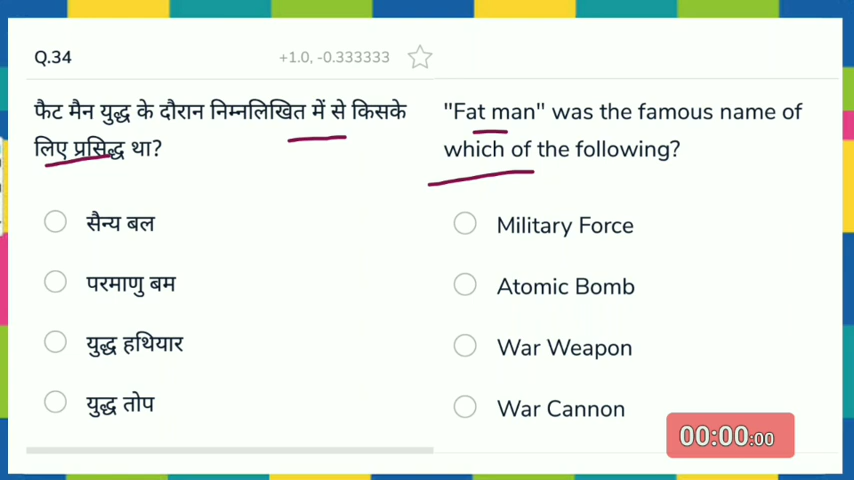 Q.34
+1.0, -0.333333
फैट मैन युद्ध के दौरान निम्नलिखित में से किसके
लिए प्रसिद्ध था?
सैन्य बल
परमाणु बम
युद्ध हथियार
युद्ध तोप
"Fat man" was the famous name of
which of the following?
Military Force
Atomic Bomb
War Weapon
War Cannon
00:00:00